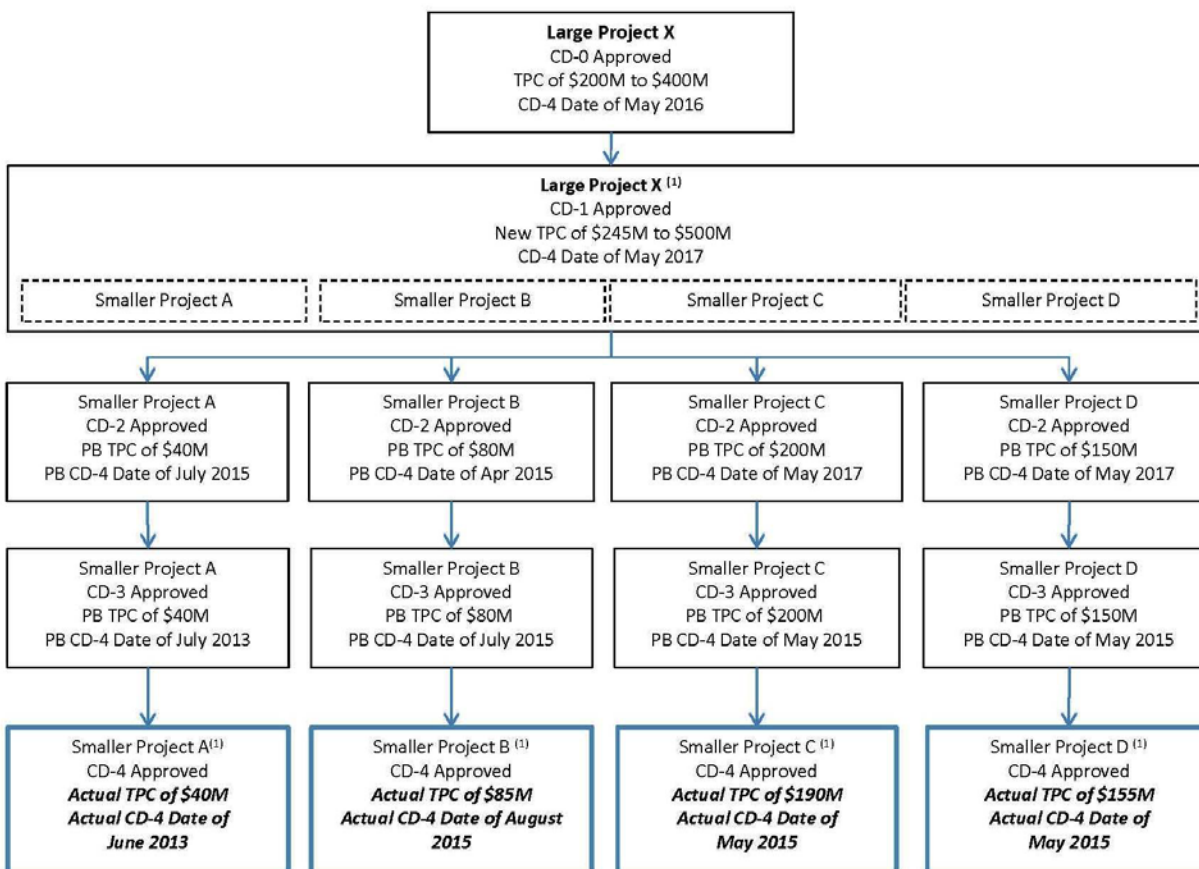 Large Project X
CD-0 Approved
TPC of $200M to $400M
CD-4 Date of May 2016
Large Project X (1)
CD-1 Approved
New TPC of $245M to $500M
CD-4 Date of May 2017
Smaller Project A
Smaller Project B
Smaller Project C
Smaller Project D
Smaller Project A
CD-2 Approved
PB TPC of $40M
PB CD-4 Date of July 2015
Smaller Project B
CD-2 Approved
PB TPC of $80M
PB CD-4 Date of Apr 2015
Smaller Project C
CD-2 Approved
PB TPC of $200M
PB CD-4 Date of May 2017
Smaller Project D
CD-2 Approved
PB TPC of $150M
PB CD-4 Date of May 2017
Smaller Project A
CD-3 Approved
PB TPC of $40M
PB CD-4 Date of July 2013
Smaller Project B
CD-3 Approved
PB TPC of $80M
PB CD-4 Date of July 2015
Smaller Project C
CD-3 Approved
PB TPC of $200M
PB CD-4 Date of May 2015
Smaller Project D
CD-3 Approved
PB TPC of $150M
PB CD-4 Date of May 2015
Smaller Project A(1)
CD-4 Approved
Actual TPC of $40M
Actual CD-4 Date of
June 2013
Smaller Project B (1)
CD-4 Approved
Actual TPC of $85M
Actual CD-4 Date of August
2015
Smaller Project C (1)
CD-4 Approved
Actual TPC of $190M
Actual CD-4 Date of
May 2015
Smaller Project D (1)
CD-4 Approved
Actual TPC of $155M
Actual CD-4 Date of
May 2015